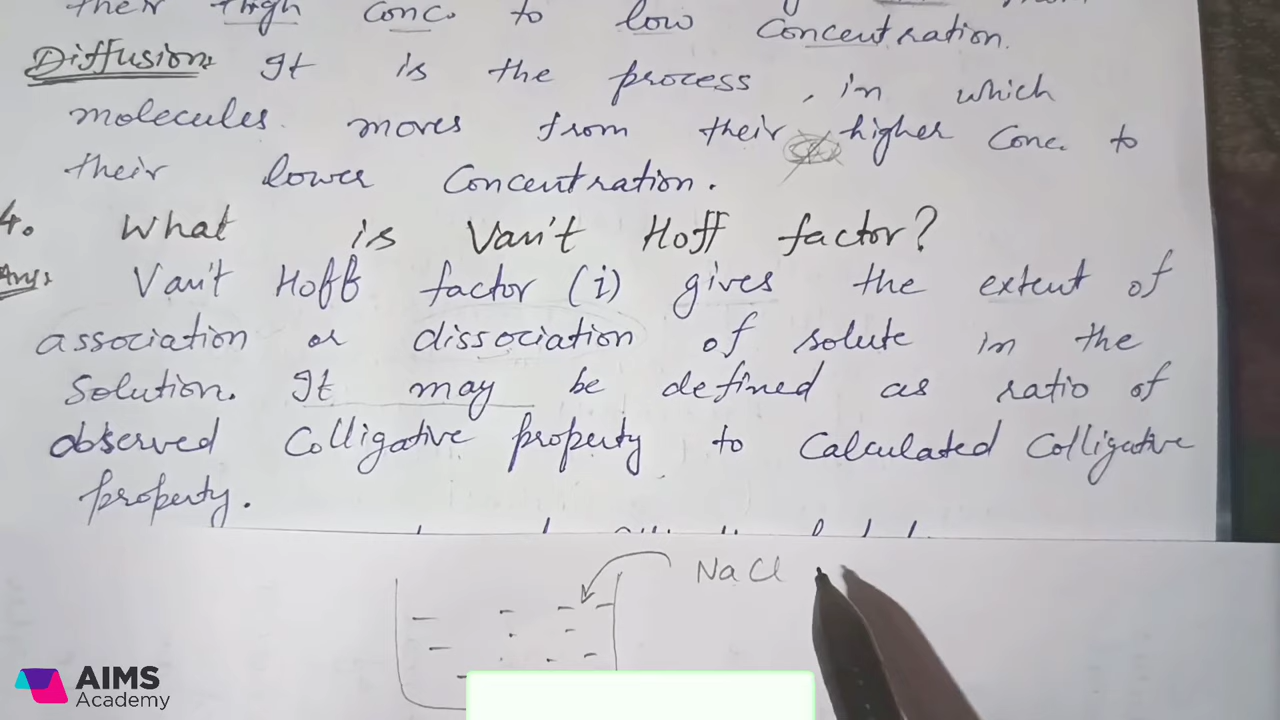 their high Conc. to low Concentration.
Diffusion: It is the process, in which
molecules. moves from their higher Conc. to
their lower Concentration.
4. What is Van't Hoff factor?
Ans: Van't Hoff factor (i) gives the extent of
association or dissociation of solute in the
Solution. It may be defined as ratio of
observed Colligative property to Calculated Colligative
property.
NaCl
AIMS
Academy